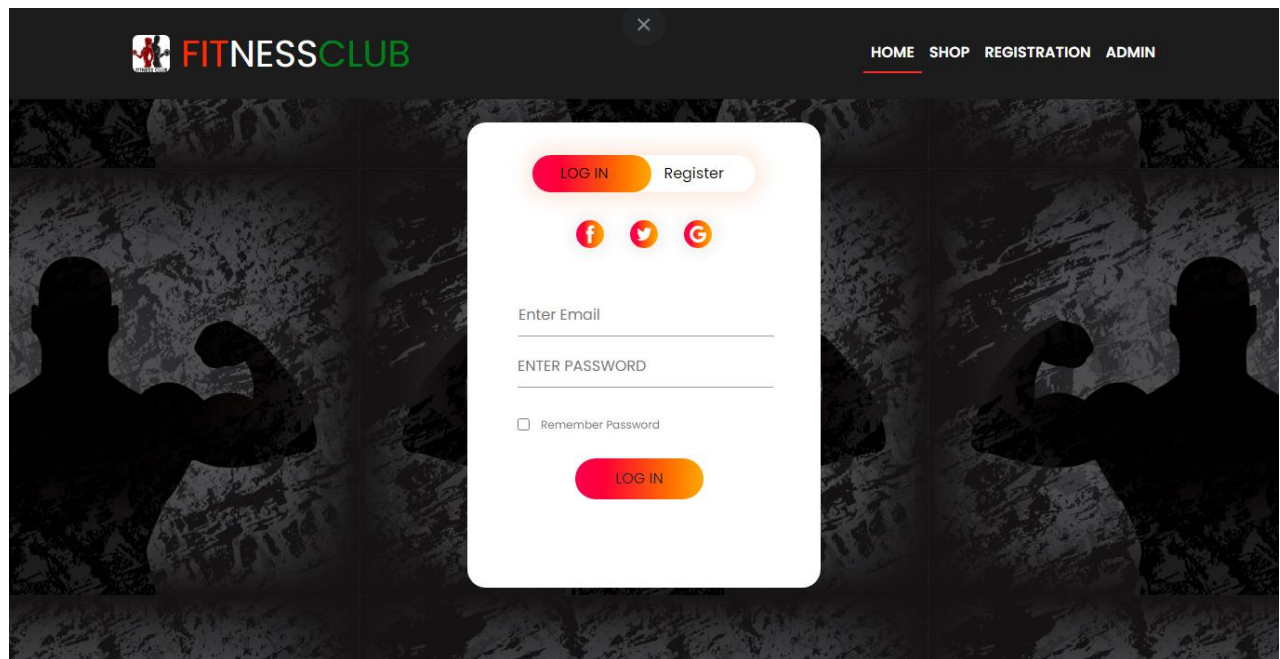 FITNESSCLUB
HOME SHOP REGISTRATION ADMIN
LOG IN Register
Enter Email
ENTER PASSWORD
Remember Password
LOG IN